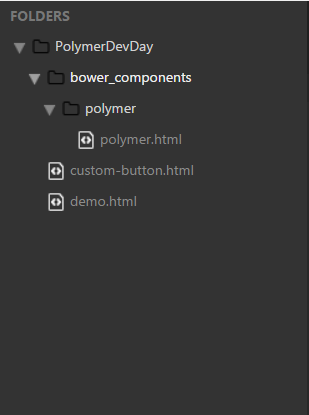 FOLDERS
PolymerDevDay
bower_components
polymer
polymer.html
custom-button.html
demo.html